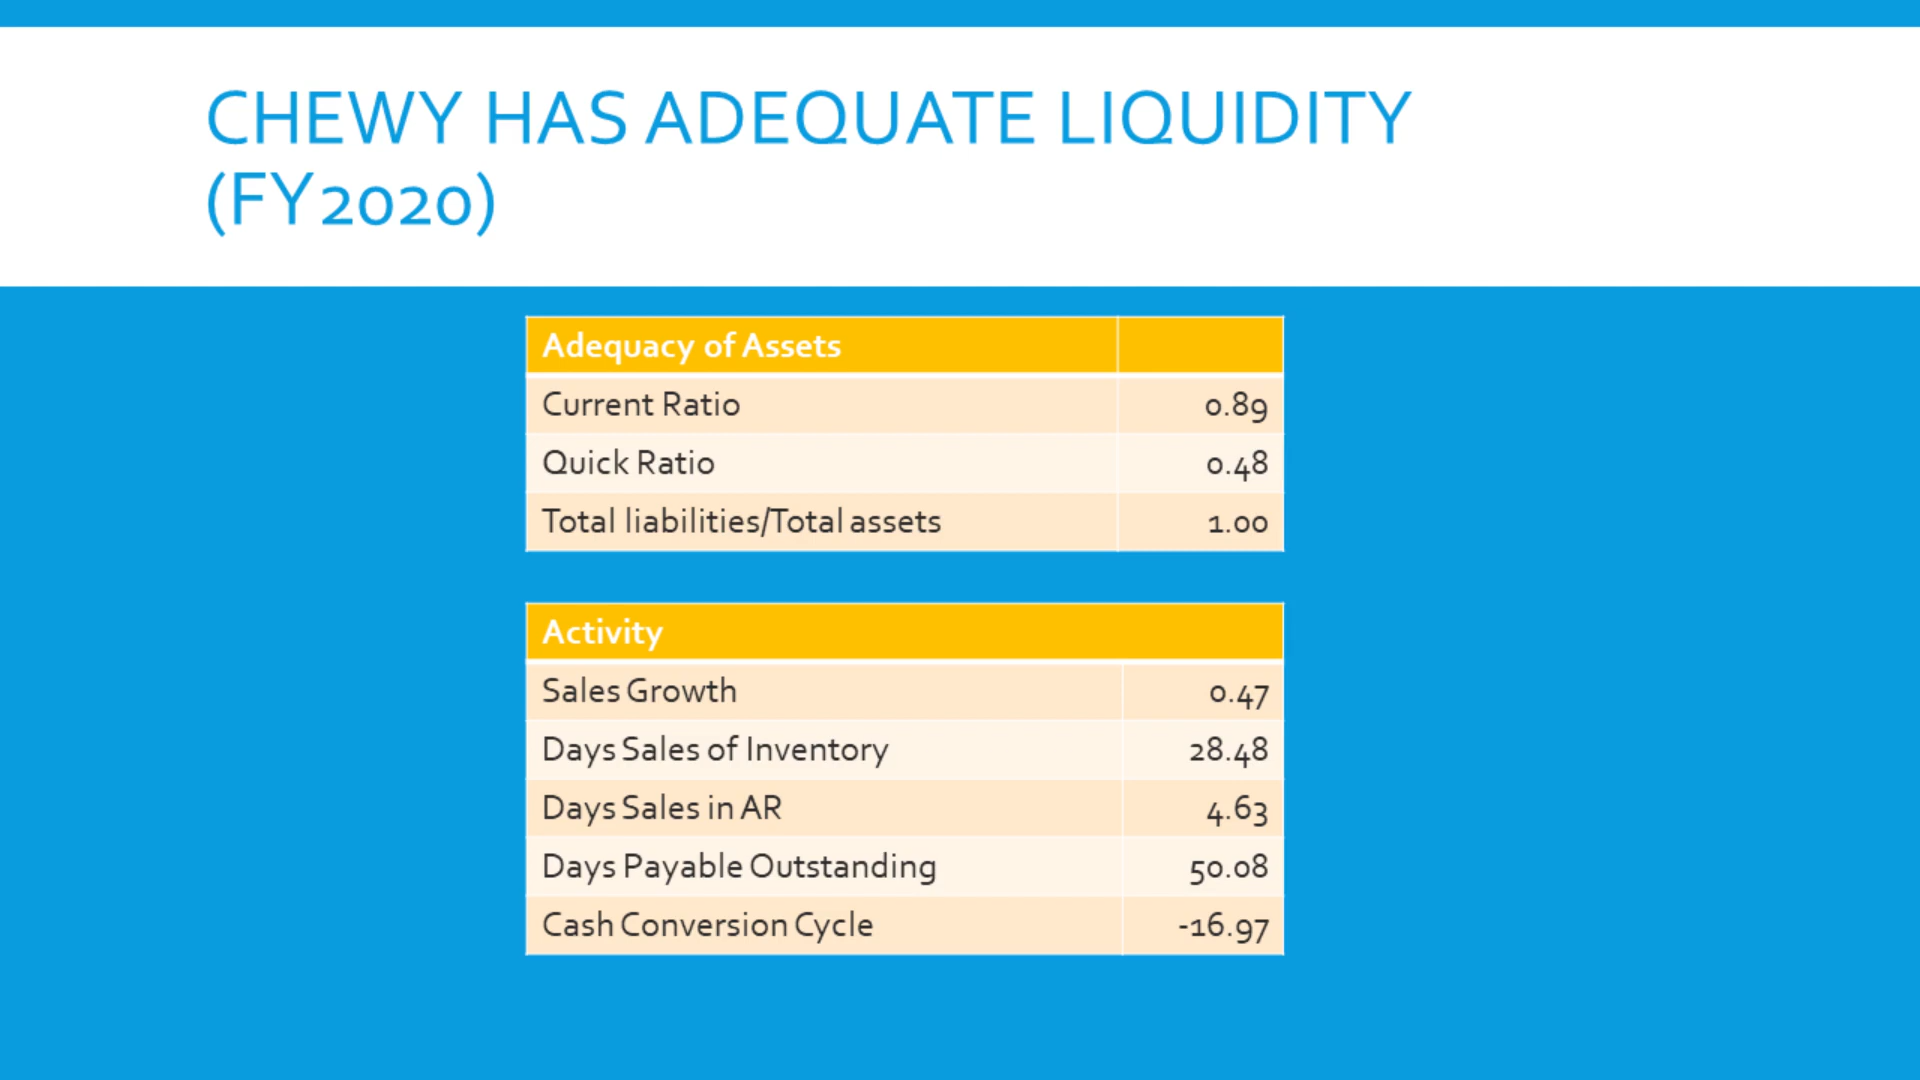 CHEWY HAS ADEQUATE LIQUIDITY
(FY2020)
Adequacy of Assets
Current Ratio 0.89
Quick Ratio 0.48
Total liabilities/Total assets 1.00
Activity
Sales Growth 0.47
Days Sales of Inventory 28.48
Days Sales in AR 4.63
Days Payable Outstanding 50.08
Cash Conversion Cycle -16.97